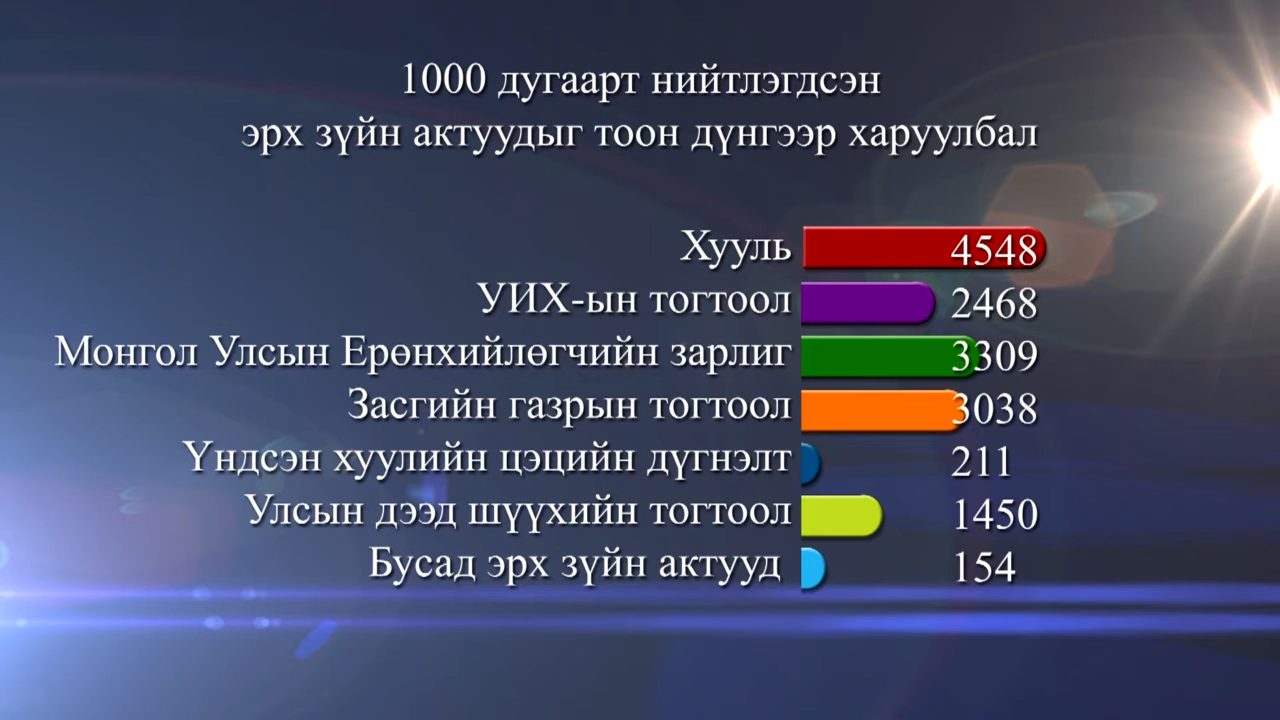 1000 дугаарт нийтлэгдсэн
эрх зүйн актуудыг тоон дүнгээр харуулбал
Хууль 4548
УИХ-ын тогтоол 2468
Монгол Улсын Ерөнхийлөгчийн зарлиг 3309
Засгийн газрын тогтоол 3038
Үндсэн хуулийн цэцийн дүгнэлт 211
Улсын дээд шүүхийн тогтоол 1450
Бусад эрх зүйн актууд 154